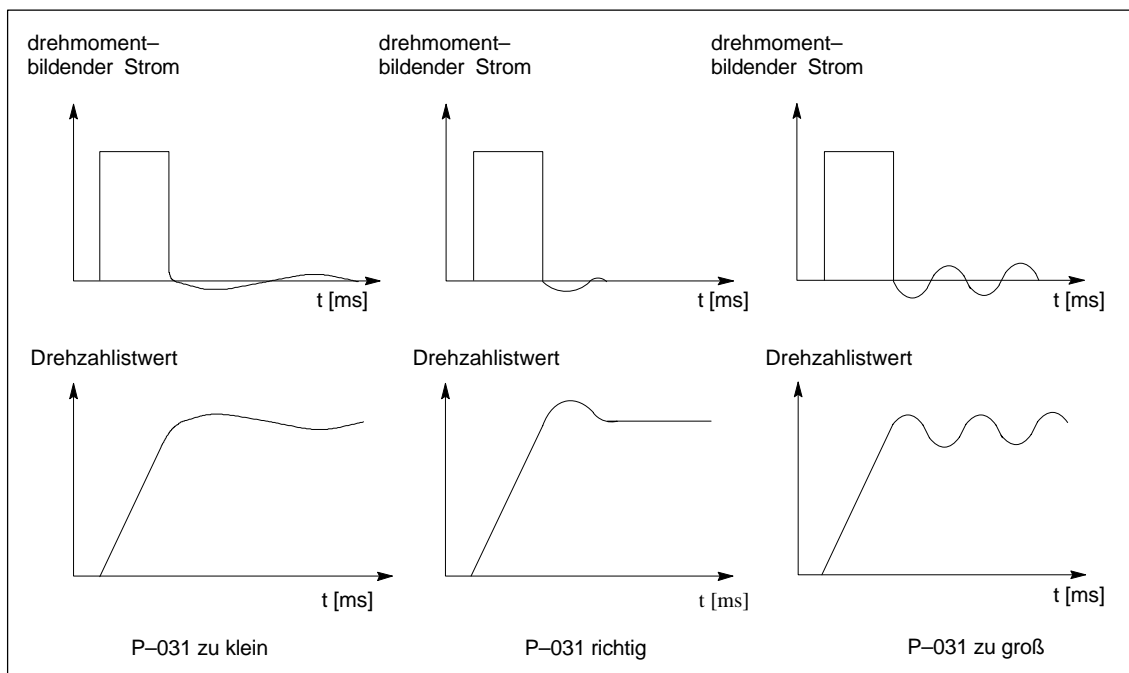 drehmoment–
bildender Strom
drehmoment–
bildender Strom
drehmoment–
bildender Strom
t [ms]
t [ms]
t [ms]
Drehzahlistwert
Drehzahlistwert
Drehzahlistwert
t [ms]
t [ms]
t [ms]
P–031 zu klein
P–031 richtig
P–031 zu groß